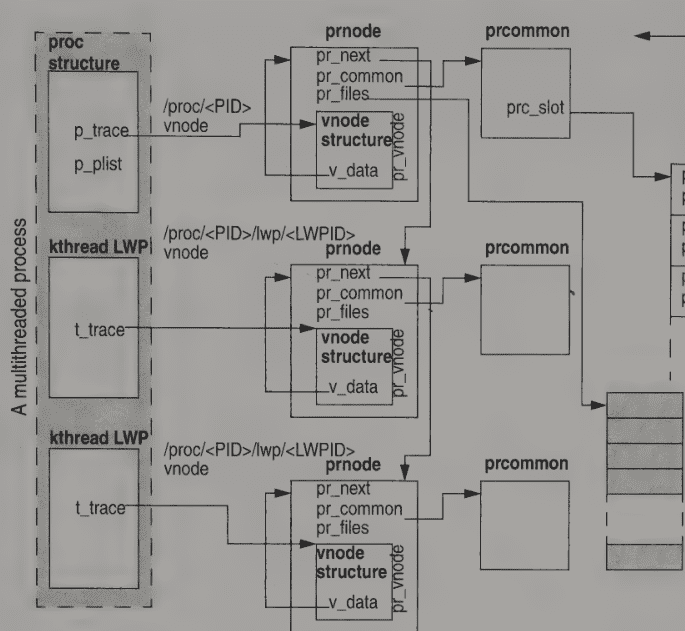 prnode
prcommon
proc
structure
pr_next
pr_common
pr_files
/proc/<PID>
vnode
vnode
structure
pr_vnode
v_data
p_trace
p_plist
prc_slot
A multithreaded process
kthread LWP
/proc/<PID>/lwp/<LWPID>
vnode
prnode
prcommon
pr_next
pr_common
pr_files
t_trace
vnode
structure
pr_vnode
v_data
kthread LWP
/proc/<PID>/lwp/<LWPID>
vnode
prnode
prcommon
pr_next
pr_common
pr_files
t_trace
vnode
structure
pr_vnode
v_data